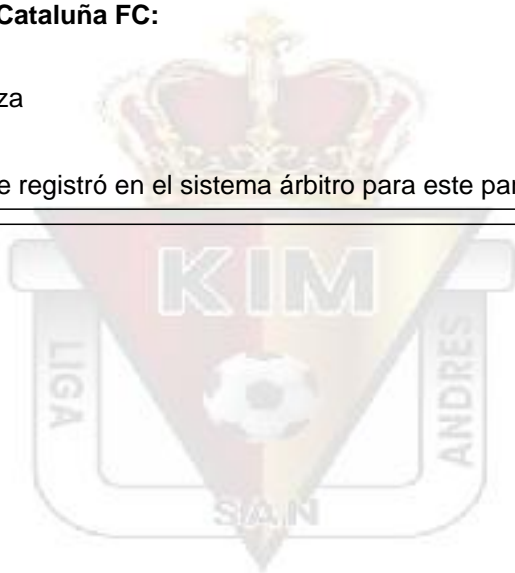 Cataluña FC:
za
e registró en el sistema árbitro para este par
KIM
LIGA
ANDRES
SAN